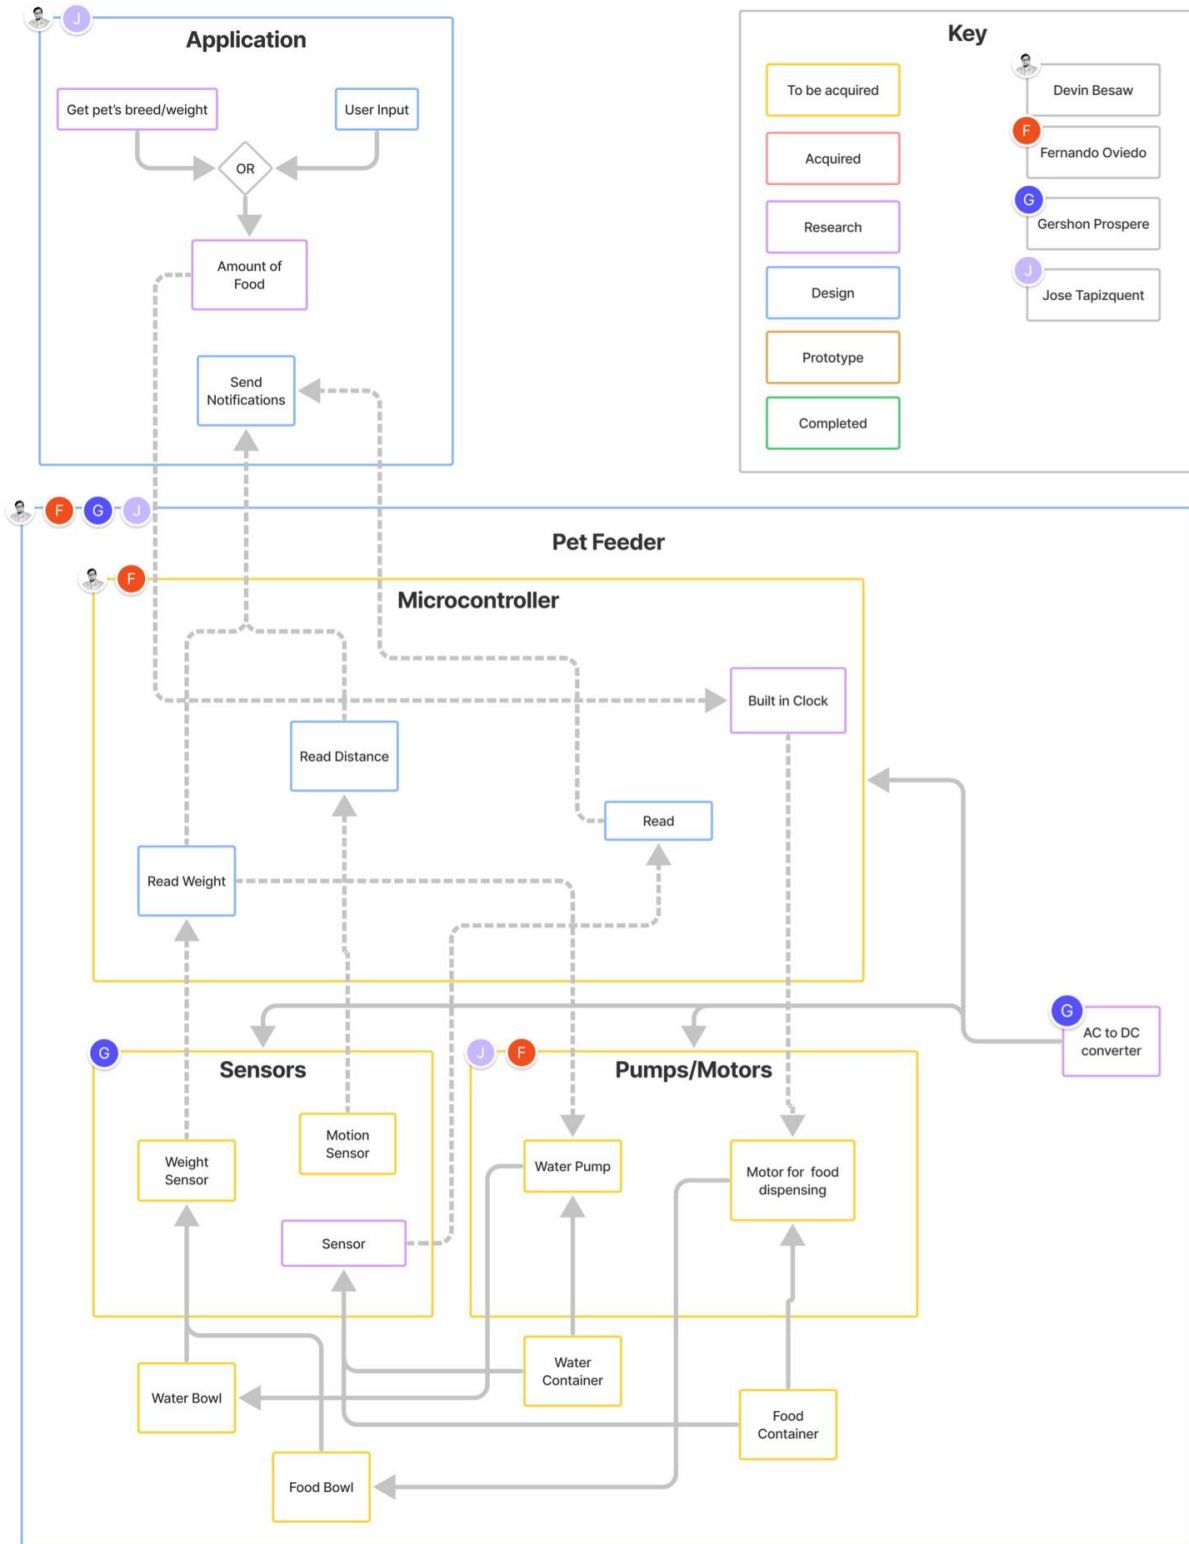 J
Application
Get pet's breed/weight
User Input
OR
Amount of
Food
Send
Notifications
Key
To be acquired
Acquired
Research
Design
Prototype
Completed
Devin Besaw
F
Fernando Oviedo
G
Gershon Prospere
J
Jose Tapizquent
F
G
J
Pet Feeder
F
Microcontroller
Built in Clock
Read Distance
Read
Read Weight
G
AC to DC
converter
G
Sensors
Motion
Sensor
Weight
Sensor
Sensor
J
F
Pumps/Motors
Water Pump
Motor for food
dispensing
Water
Container
Water Bowl
Food
Container
Food Bowl